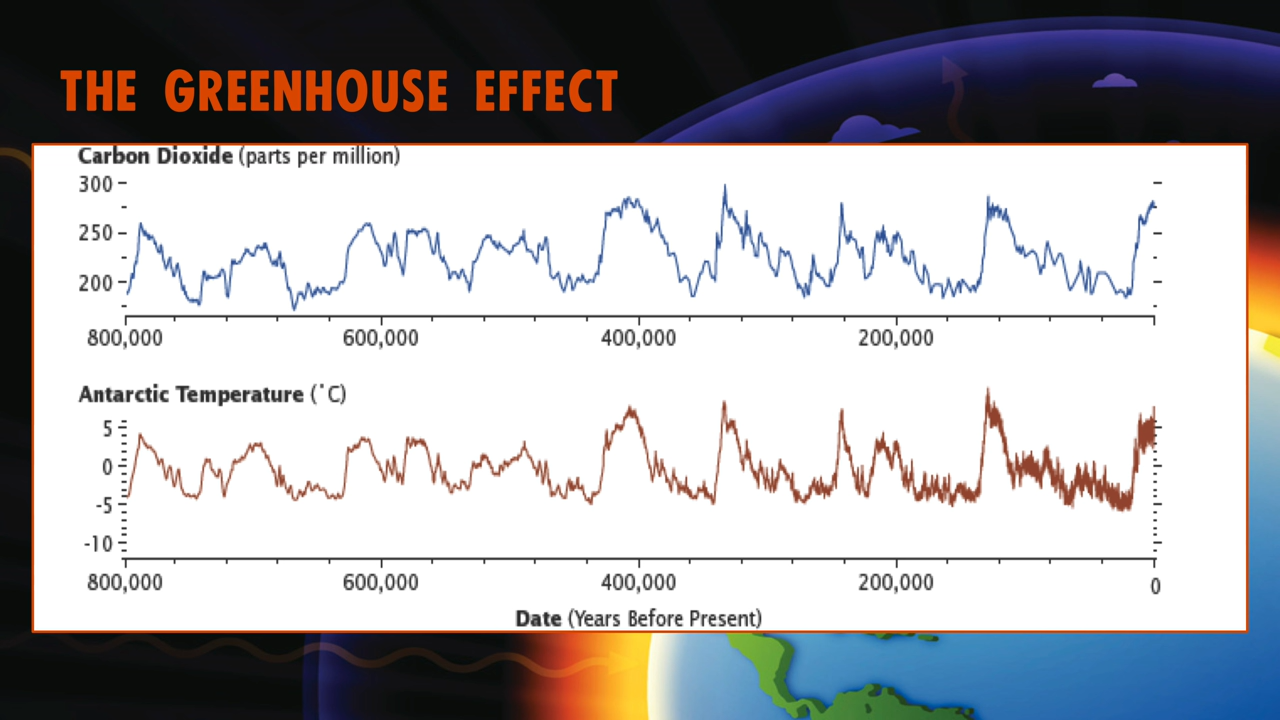 THE GREENHOUSE EFFECT
Carbon Dioxide (parts per million)
300
250
200
800,000 600,000 400,000 200,000
Antarctic Temperature (˚C)
5
0
-5
-10
800,000 600,000 400,000 200,000 0
Date (Years Before Present)